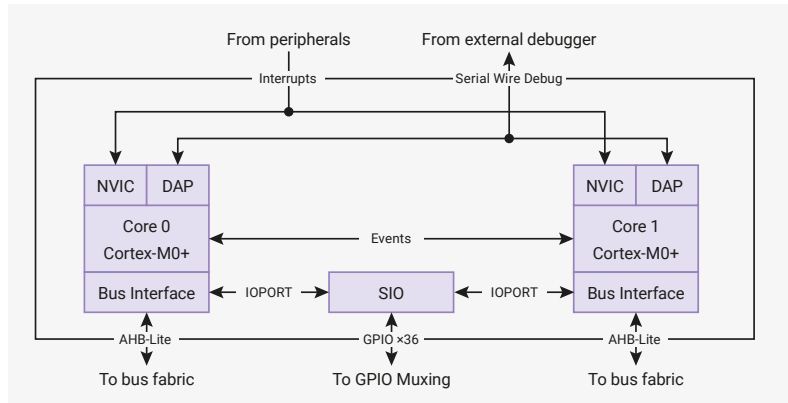 From peripherals
From external debugger
Interrupts
Serial Wire Debug
NVIC
DAP
NVIC
DAP
Core 0
Cortex-M0+
Events
Core 1
Cortex-M0+
Bus Interface
IOPORT
SIO
IOPORT
Bus Interface
AHB-Lite
GPIO ×36
AHB-Lite
To bus fabric
To GPIO Muxing
To bus fabric